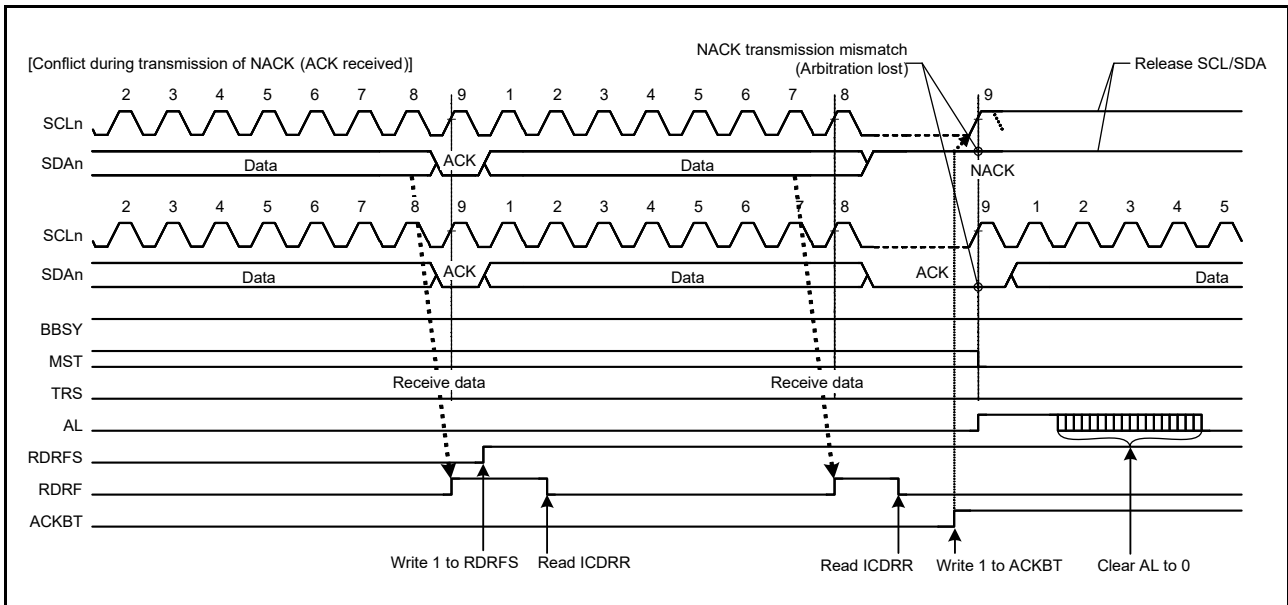 NACK transmission mismatch
(Arbitration lost)
Release SCL/SDA
[Conflict during transmission of NACK (ACK received)]
2 3 4 5 6 7 8 9 1 2 3 4 5 6 7 8 9
SCLn
SDAn Data ACK Data NACK
2 3 4 5 6 7 8 9 1 2 3 4 5 6 7 8 9 1 2 3 4 5
SCLn
SDAn Data ACK Data ACK Data
BBSY
MST
Receive data Receive data
TRS
AL
RDRFS
RDRF
ACKBT
Write 1 to RDRFS Read ICDRR Read ICDRR Write 1 to ACKBT Clear AL to 0